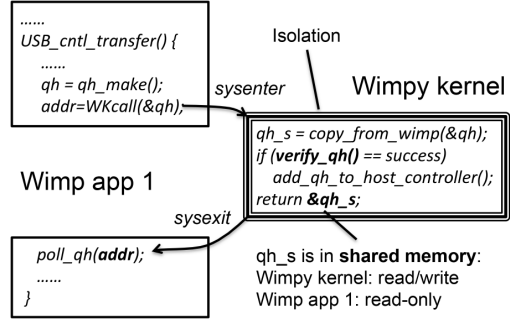 ......
USB_cntl_transfer() {
......
qh = qh_make();
addr=WKcall(&qh);
sysenter
Isolation
Wimpy kernel
qh_s = copy_from_wimp(&qh);
if (verify_qh() == success)
add_qh_to_host_controller();
return &qh_s;
Wimp app 1
sysexit
poll_qh(addr);
......
}
qh_s is in shared memory:
Wimpy kernel: read/write
Wimp app 1: read-only